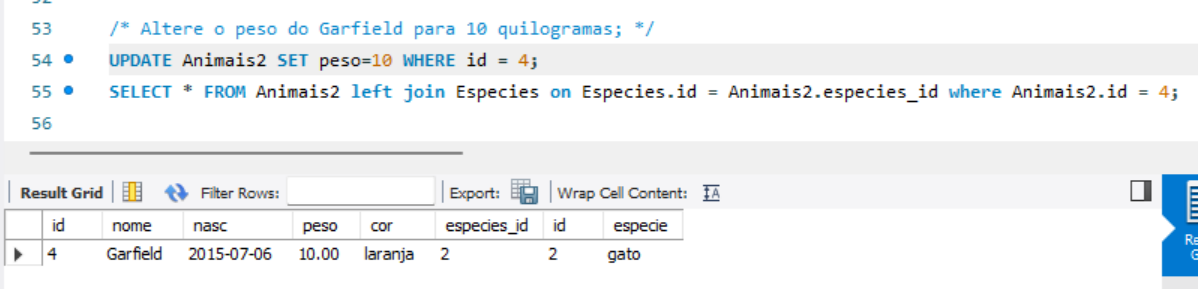 53 /* Altere o peso do Garfield para 10 quilogramas; */
54 UPDATE Animais2 SET peso=10 WHERE id = 4;
55 SELECT * FROM Animais2 left join Especies on Especies.id = Animais2.especies_id where Animais2.id = 4;
56
Result Grid Filter Rows: Export: Wrap Cell Content: IA
id nome nasc peso cor especies_id id especie
4 Garfield 2015-07-06 10.00 laranja 2 2 gato